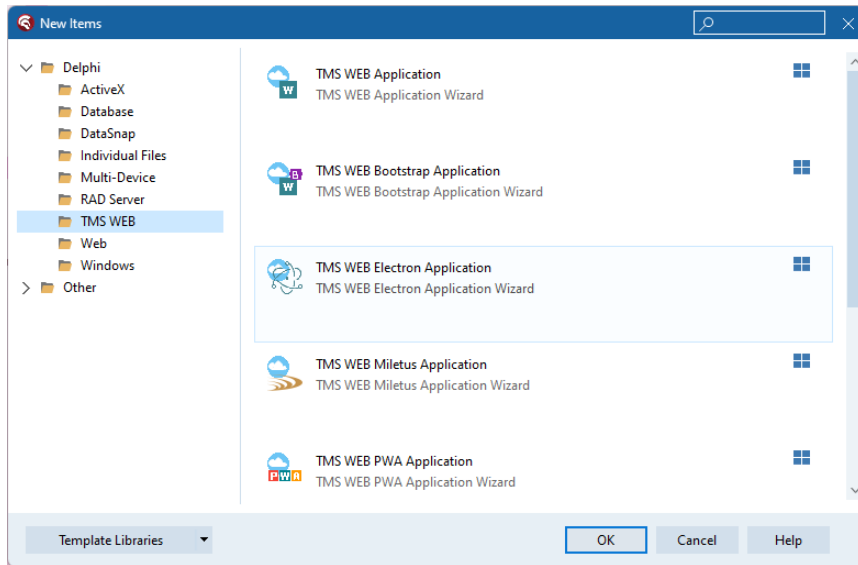 New Items
Delphi
ActiveX
Database
DataSnap
Individual Files
Multi-Device
RAD Server
TMS WEB
Web
Windows
Other
TMS WEB Application
TMS WEB Application Wizard
W
TMS WEB Bootstrap Application
TMS WEB Bootstrap Application Wizard
B
W
TMS WEB Electron Application
TMS WEB Electron Application Wizard
TMS WEB Miletus Application
TMS WEB Miletus Application Wizard
TMS WEB PWA Application
TMS WEB PWA Application Wizard
PWA
Template Libraries
OK
Cancel
Help